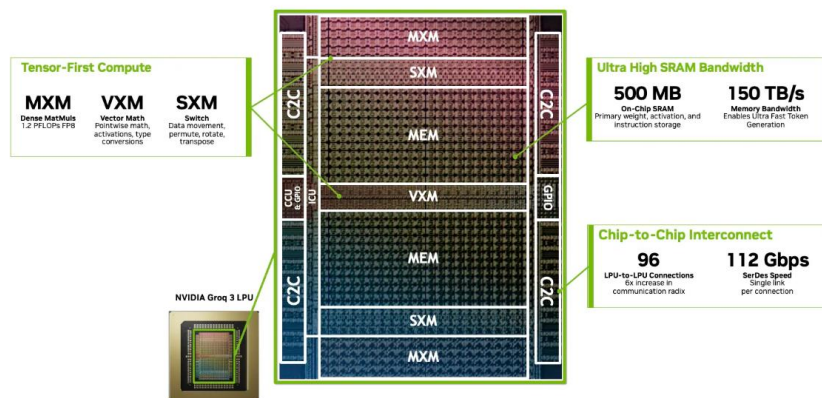 Tensor-First Compute
MXM
Dense MatMuls
1.2 PFLOPs FP8
VXM
Vector Math
Pointwise math,
activations, type
conversions
SXM
Switch
Data movement,
permute, rotate,
transpose
NVIDIA Groq 3 LPU
MXM
SXM
MEM
VXM
MEM
SXM
MXM
C2C
CCU
& GPIO
ICU
C2C
C2C
GPIO
C2C
Ultra High SRAM Bandwidth
500 MB
On-Chip SRAM
Primary weight, activation, and
instruction storage
150 TB/s
Memory Bandwidth
Enables Ultra Fast Token
Generation
Chip-to-Chip Interconnect
96
LPU-to-LPU Connections
6x increase in
communication radix
112 Gbps
SerDes Speed
Single link
per connection